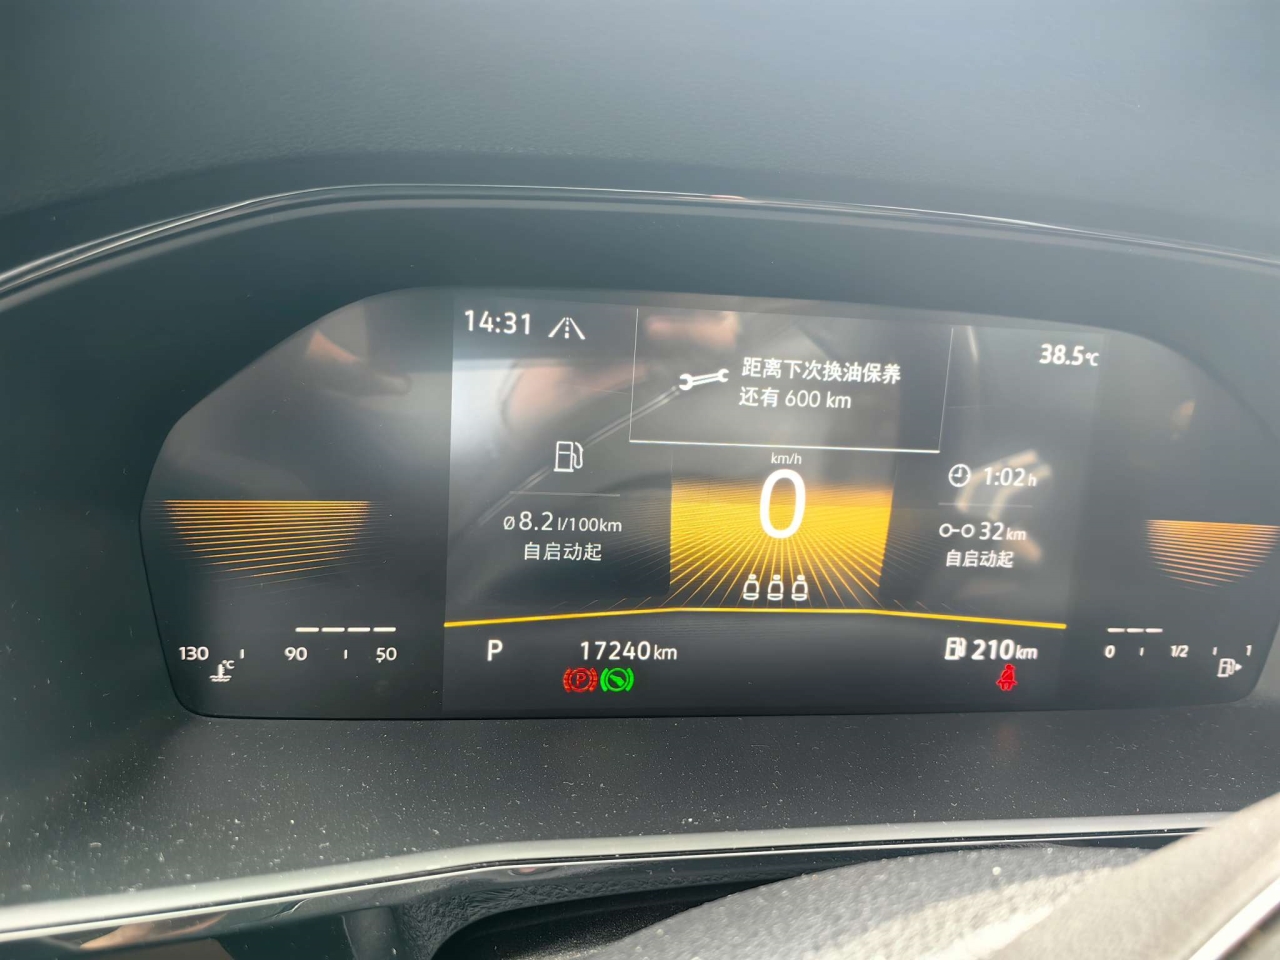 14:31
距离下次换油保养
还有 600 km
38.5℃
km/h
0
1:02h
ø8.2 l/100km
自启动起
32km
自启动起
130 90 50
°C
P
17240km
210km
0 1/2 1
P